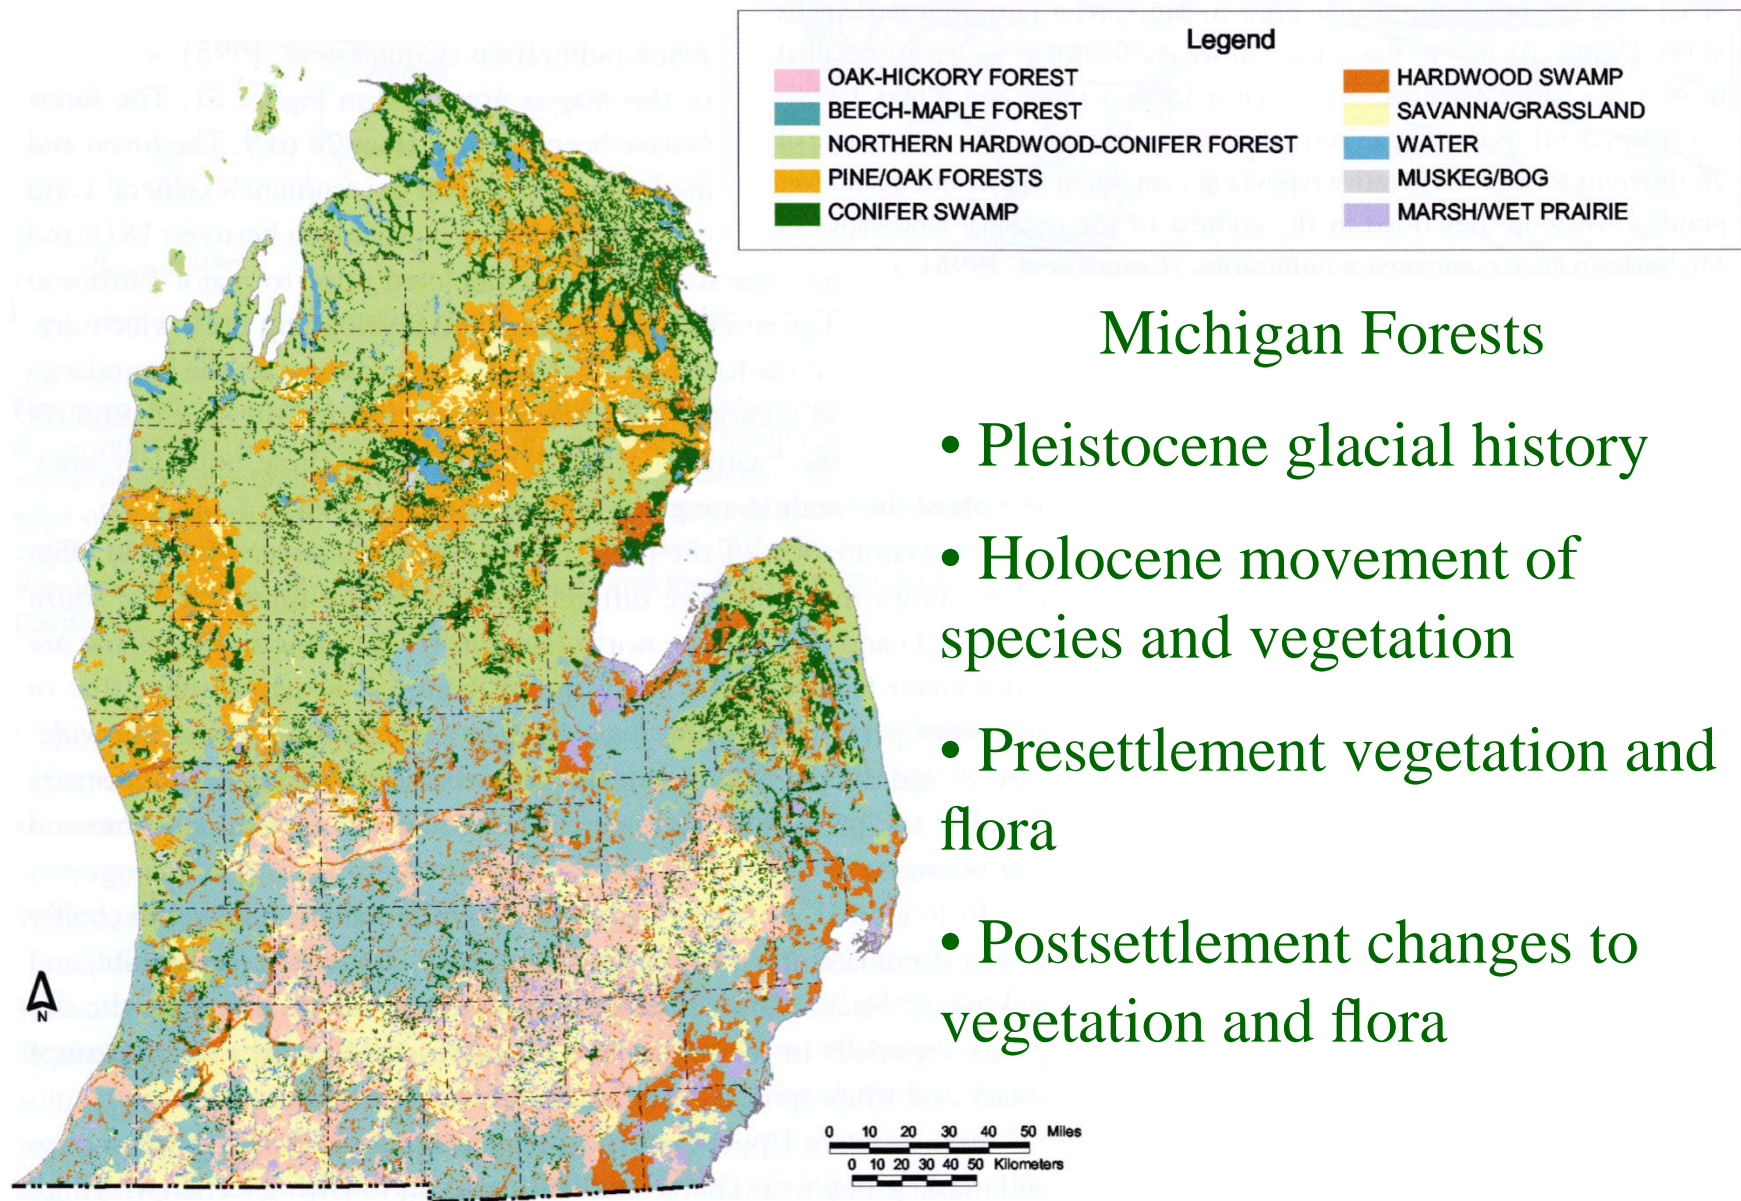 Legend
OAK-HICKORY FOREST
BEECH-MAPLE FOREST
NORTHERN HARDWOOD-CONIFER FOREST
PINE/OAK FORESTS
CONIFER SWAMP
HARDWOOD SWAMP
SAVANNA/GRASSLAND
WATER
MUSKEG/BOG
MARSH/WET PRAIRIE
Michigan Forests
• Pleistocene glacial history
• Holocene movement of
species and vegetation
• Presettlement vegetation and
flora
• Postsettlement changes to
vegetation and flora
N
0 10 20 30 40 50 Miles
0 10 20 30 40 50 Kilometers